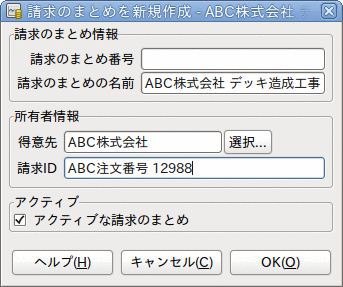 請求のまとめを新規作成 - ABC株式会社
請求のまとめ情報
請求のまとめ番号
請求のまとめの名前 ABC株式会社 デッキ造成工事
所有者情報
得意先 ABC株式会社 選択...
請求ID ABC注文番号 12988
アクティブ
アクティブな請求のまとめ
ヘルプ(H) キャンセル(C) OK(O)